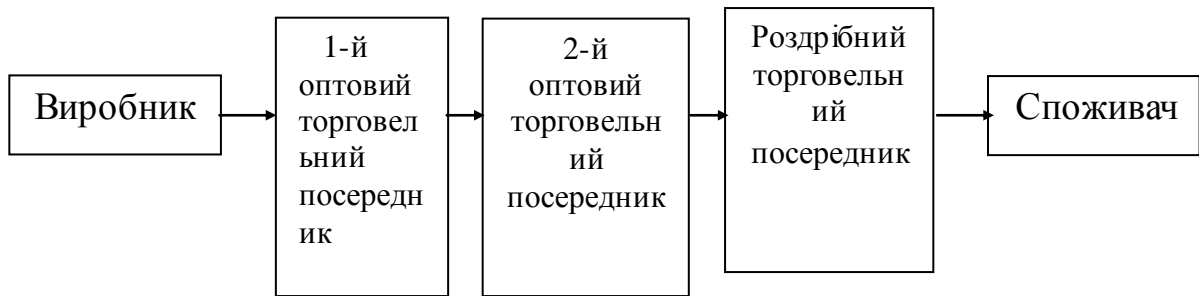 Виробник
1-й
оптовий
торговел
ьний
посередн
ик
2-й
оптовий
торговельн
ий
посередник
Роздрібний
торговельн
ий
посередник
Споживач